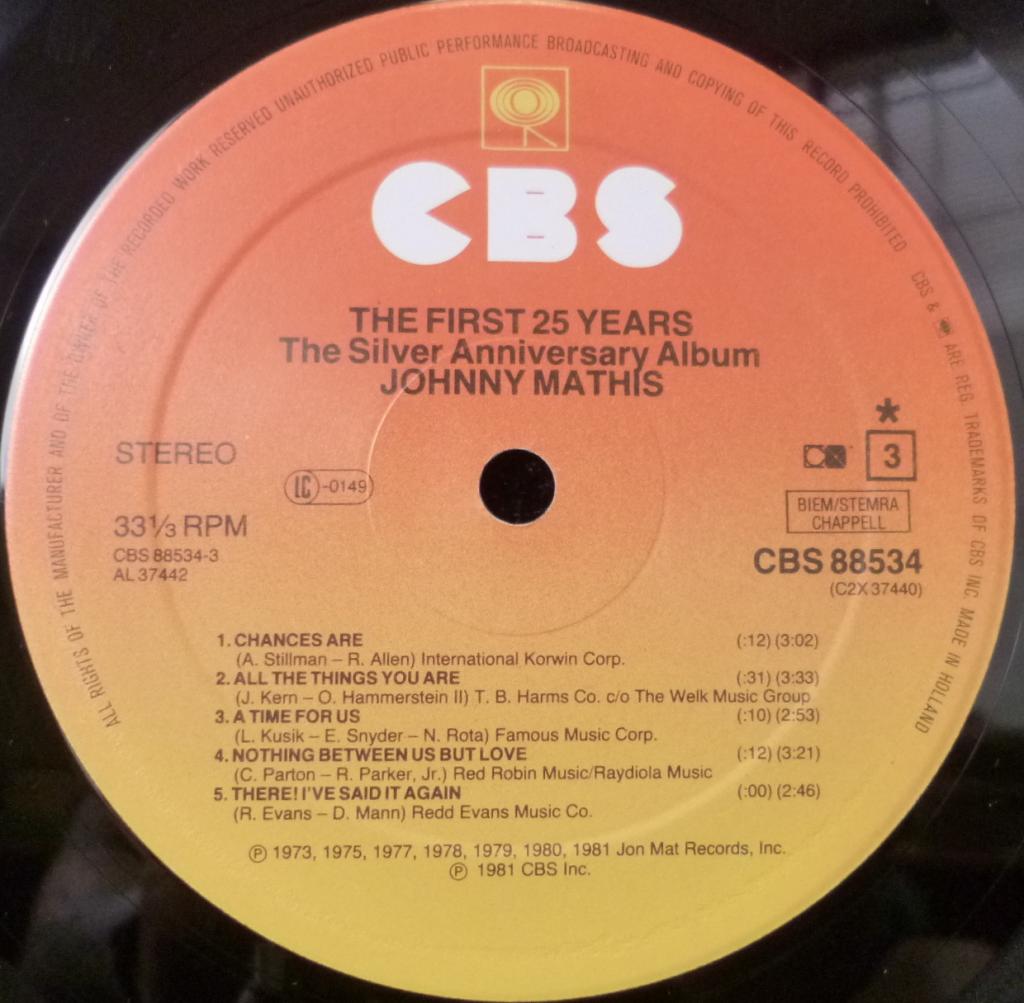 ALL RIGHTS OF THE MANUFACTURER AND OF THE OWNER OF THE RECORDED WORK RESERVED UNAUTHORIZED PUBLIC PERFORMANCE BROADCASTING AND COPYING OF THIS RECORD PROHIBITED CBS & ARE REG. TRADEMARKS OF CBS INC. MADE IN HOLLAND
CBS
THE FIRST 25 YEARS
The Silver Anniversary Album
JOHNNY MATHIS
STEREO
LC-0149
33⅓ RPM
CBS 88534-3
AL 37442
*
3
BIEM/STEMRA
CHAPPELL
CBS 88534
(C2X 37440)
1. CHANCES ARE (:12) (3:02)
(A. Stillman – R. Allen) International Korwin Corp.
2. ALL THE THINGS YOU ARE (:31) (3:33)
(J. Kern – O. Hammerstein II) T. B. Harms Co. c/o The Welk Music Group
3. A TIME FOR US (:10) (2:53)
(L. Kusik – E. Snyder – N. Rota) Famous Music Corp.
4. NOTHING BETWEEN US BUT LOVE (:12) (3:21)
(C. Parton – R. Parker, Jr.) Red Robin Music/Raydiola Music
5. THERE! I'VE SAID IT AGAIN (:00) (2:46)
(R. Evans – D. Mann) Redd Evans Music Co.
℗ 1973, 1975, 1977, 1978, 1979, 1980, 1981 Jon Mat Records, Inc.
℗ 1981 CBS Inc.